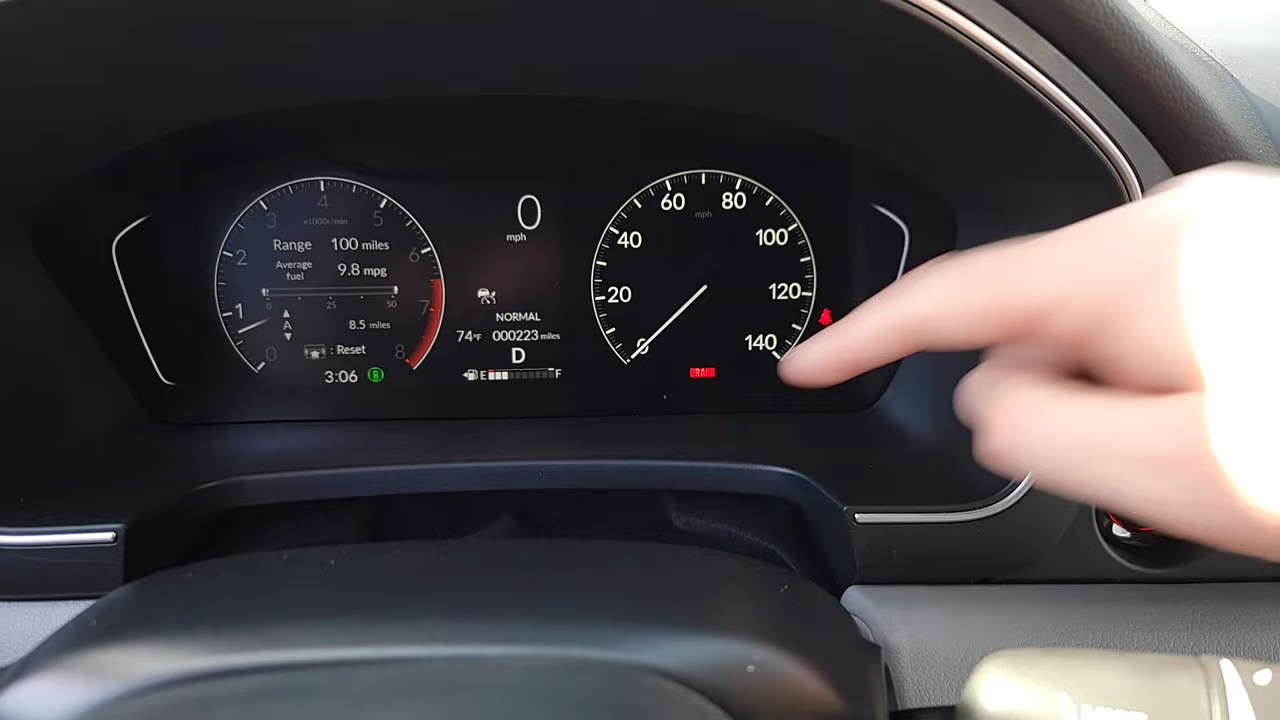 0
mph
0 1 2 3 4 5 6 7 8
x1000r/min
Range 100 miles
Average fuel 9.8 mpg
0 25 50
A
8.5 miles
: Reset
3:06
NORMAL
74°F 000223 miles
D
E F
0 20 40 60 80 100 120 140
mph
BRAKE